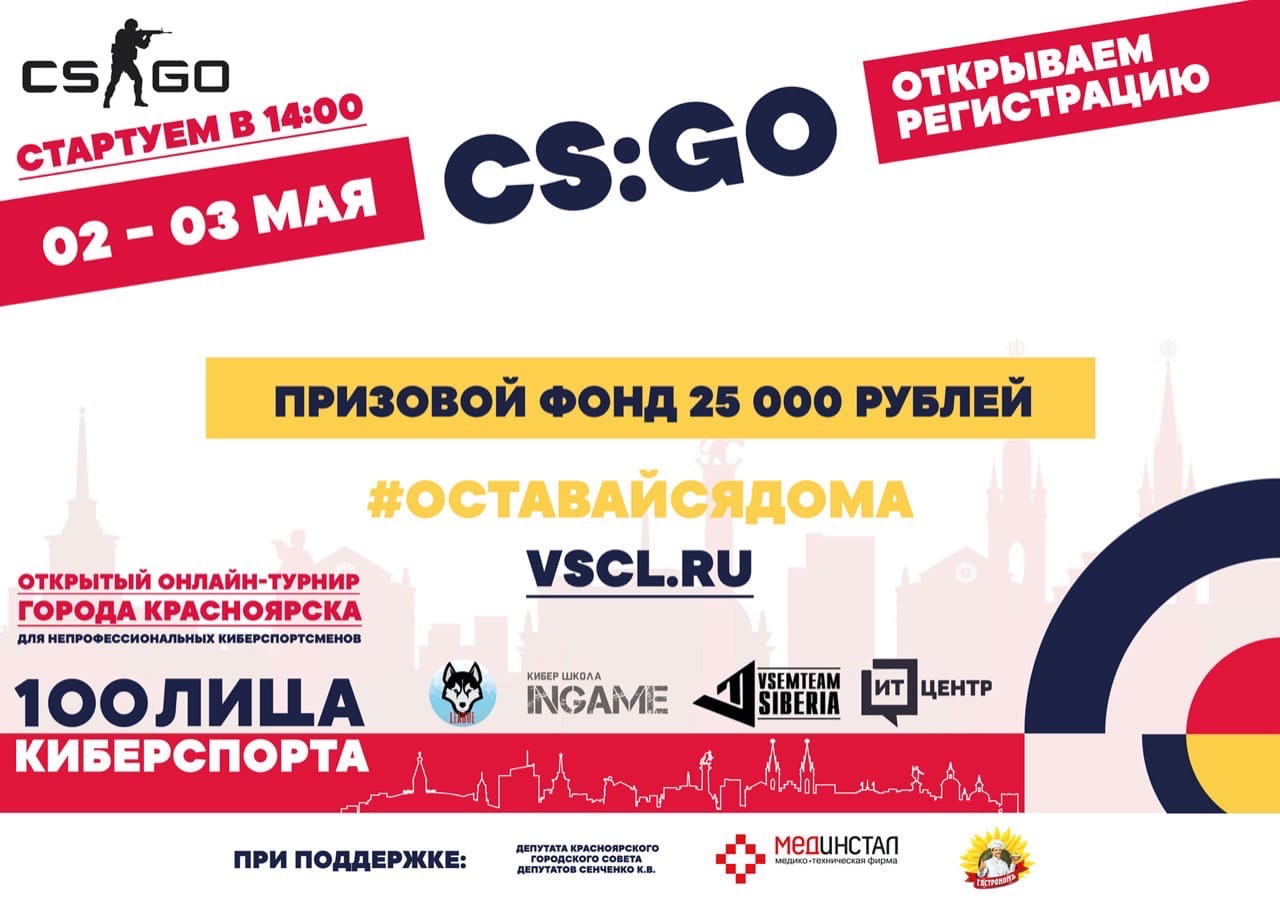 CS GO
СТАРТУЕМ В 14:00
02 – 03 МАЯ
CS:GO
ОТКРЫВАЕМ
РЕГИСТРАЦИЮ
ПРИЗОВОЙ ФОНД 25 000 РУБЛЕЙ
#ОСТАВАЙСЯДОМА
VSCL.RU
ОТКРЫТЫЙ ОНЛАЙН-ТУРНИР
ГОРОДА КРАСНОЯРСКА
ДЛЯ НЕПРОФЕССИОНАЛЬНЫХ КИБЕРСПОРТСМЕНОВ
100ЛИЦА
КИБЕРСПОРТА
LEAGUE
КИБЕР ШКОЛА
INGAME
VSEMTEAM
SIBERIA
ИТ ЦЕНТР
ПРИ ПОДДЕРЖКЕ:
ДЕПУТАТА КРАСНОЯРСКОГО
ГОРОДСКОГО СОВЕТА
ДЕПУТАТОВ СЕНЧЕНКО К.В.
МЕДИНСТАЛ
МЕДИКО•ТЕХНИЧЕСКАЯ ФИРМА
ГАСТРОНОМЪ